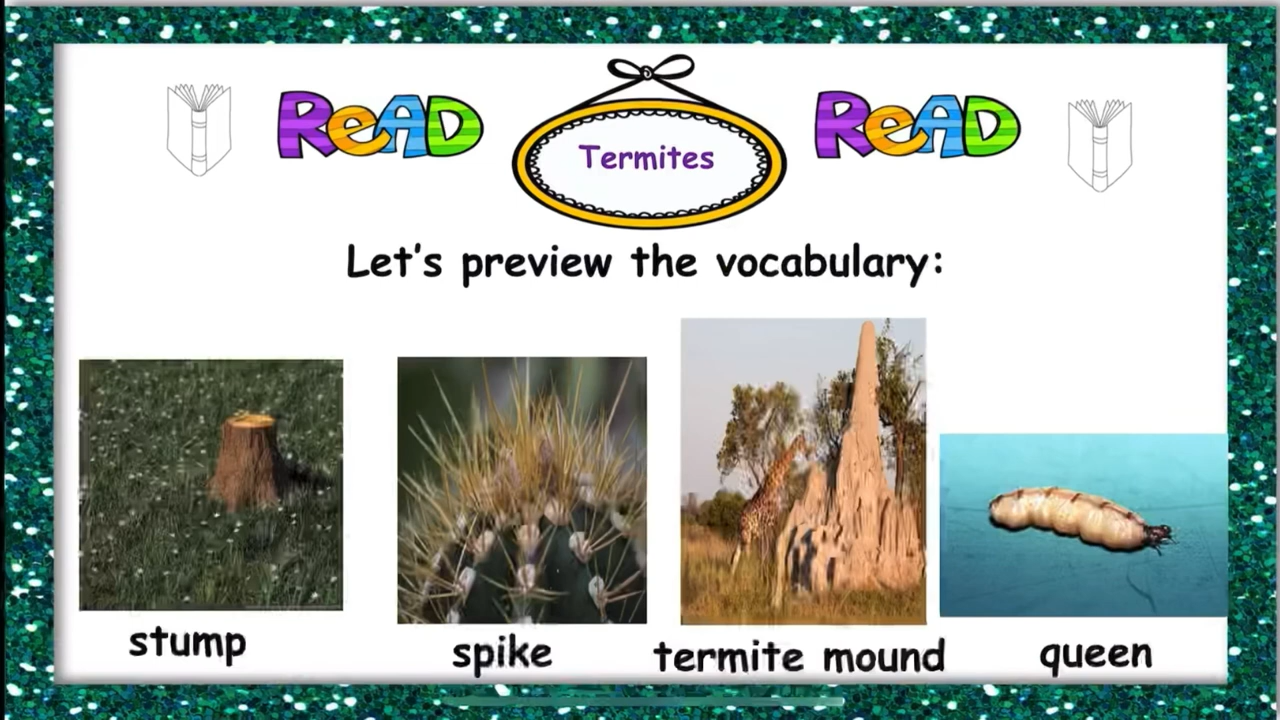 ReAD Termites ReAD
Let's preview the vocabulary:
stump spike termite mound queen